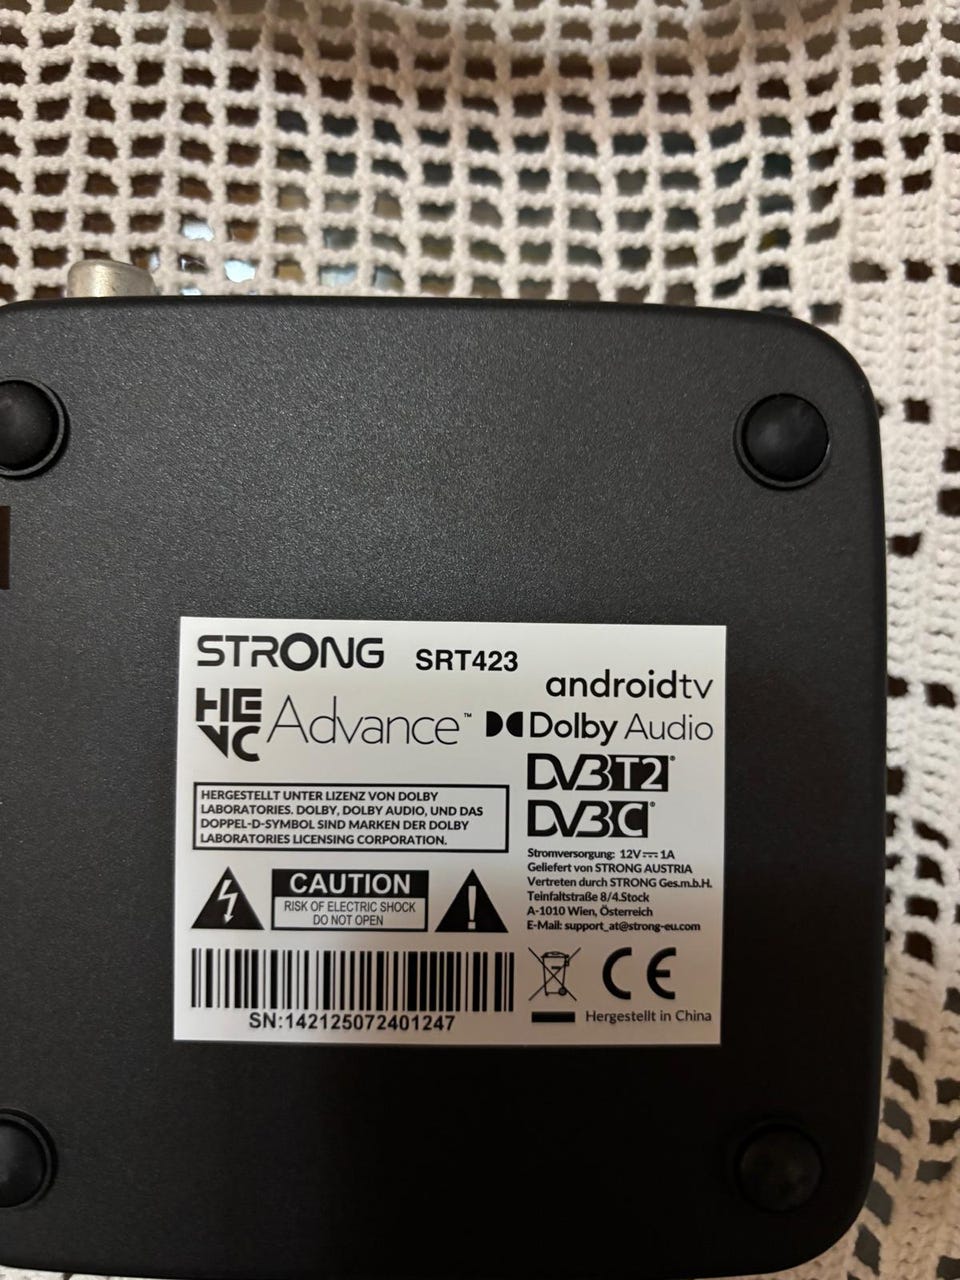 STRONG SRT423
androidtv
HEVC Advance™ Dolby Audio
DVB T2®
DVB C®
HERGESTELLT UNTER LIZENZ VON DOLBY
LABORATORIES. DOLBY, DOLBY AUDIO, UND DAS
DOPPEL-D-SYMBOL SIND MARKEN DER DOLBY
LABORATORIES LICENSING CORPORATION.
Stromversorgung: 12V⎓1A
Geliefert von STRONG AUSTRIA
Vertreten durch STRONG Ges.m.b.H.
Teinfaltstraße 8/4.Stock
A-1010 Wien, Österreich
E-Mail: support_at@strong-eu.com
CAUTION
RISK OF ELECTRIC SHOCK
DO NOT OPEN
CE
SN:142125072401247
Hergestellt in China